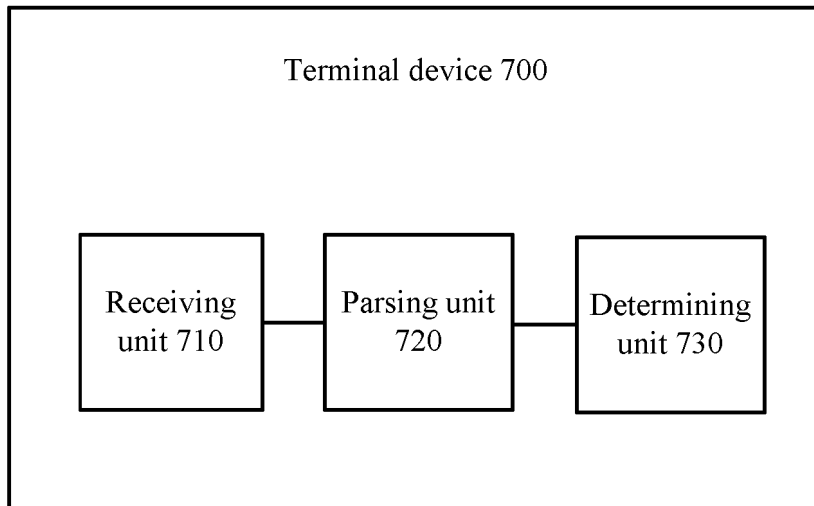 Terminal device 700
Receiving
unit 710
Parsing unit
720
Determining
unit 730